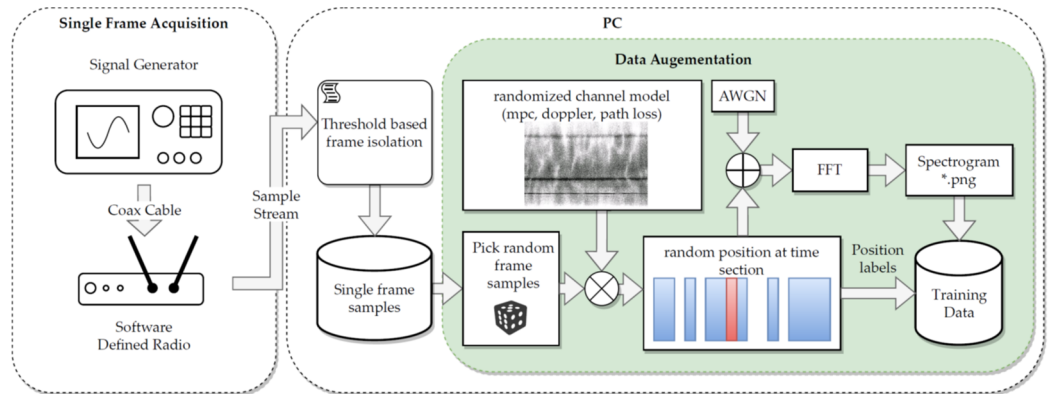 Single Frame Acquisition
Signal Generator
Coax Cable
Software
Defined Radio
Sample
Stream
PC
Threshold based
frame isolation
Single frame
samples
Data Augementation
randomized channel model
(mpc, doppler, path loss)
AWGN
FFT
Spectrogram
*.png
Pick random
frame
samples
random position at time
section
Position
labels
Training
Data